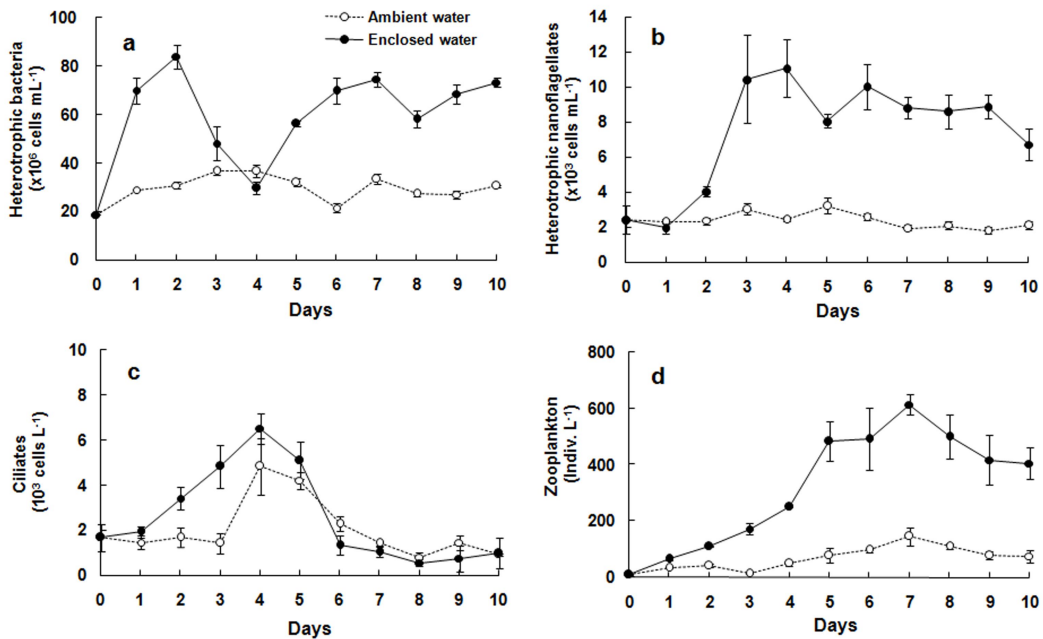 a
Ambient water
Enclosed water
Heterotrophic bacteria
(x10⁶ cells mL⁻¹)
100
80
60
40
20
0
0 1 2 3 4 5 6 7 8 9 10
Days
b
Heterotrophic nanoflagellates
(x10³ cells mL⁻¹)
14
12
10
8
6
4
2
0
0 1 2 3 4 5 6 7 8 9 10
Days
c
Ciliates
(10³ cells L⁻¹)
10
8
6
4
2
0
0 1 2 3 4 5 6 7 8 9 10
Days
d
Zooplankton
(Indiv. L⁻¹)
800
600
400
200
0
0 1 2 3 4 5 6 7 8 9 10
Days